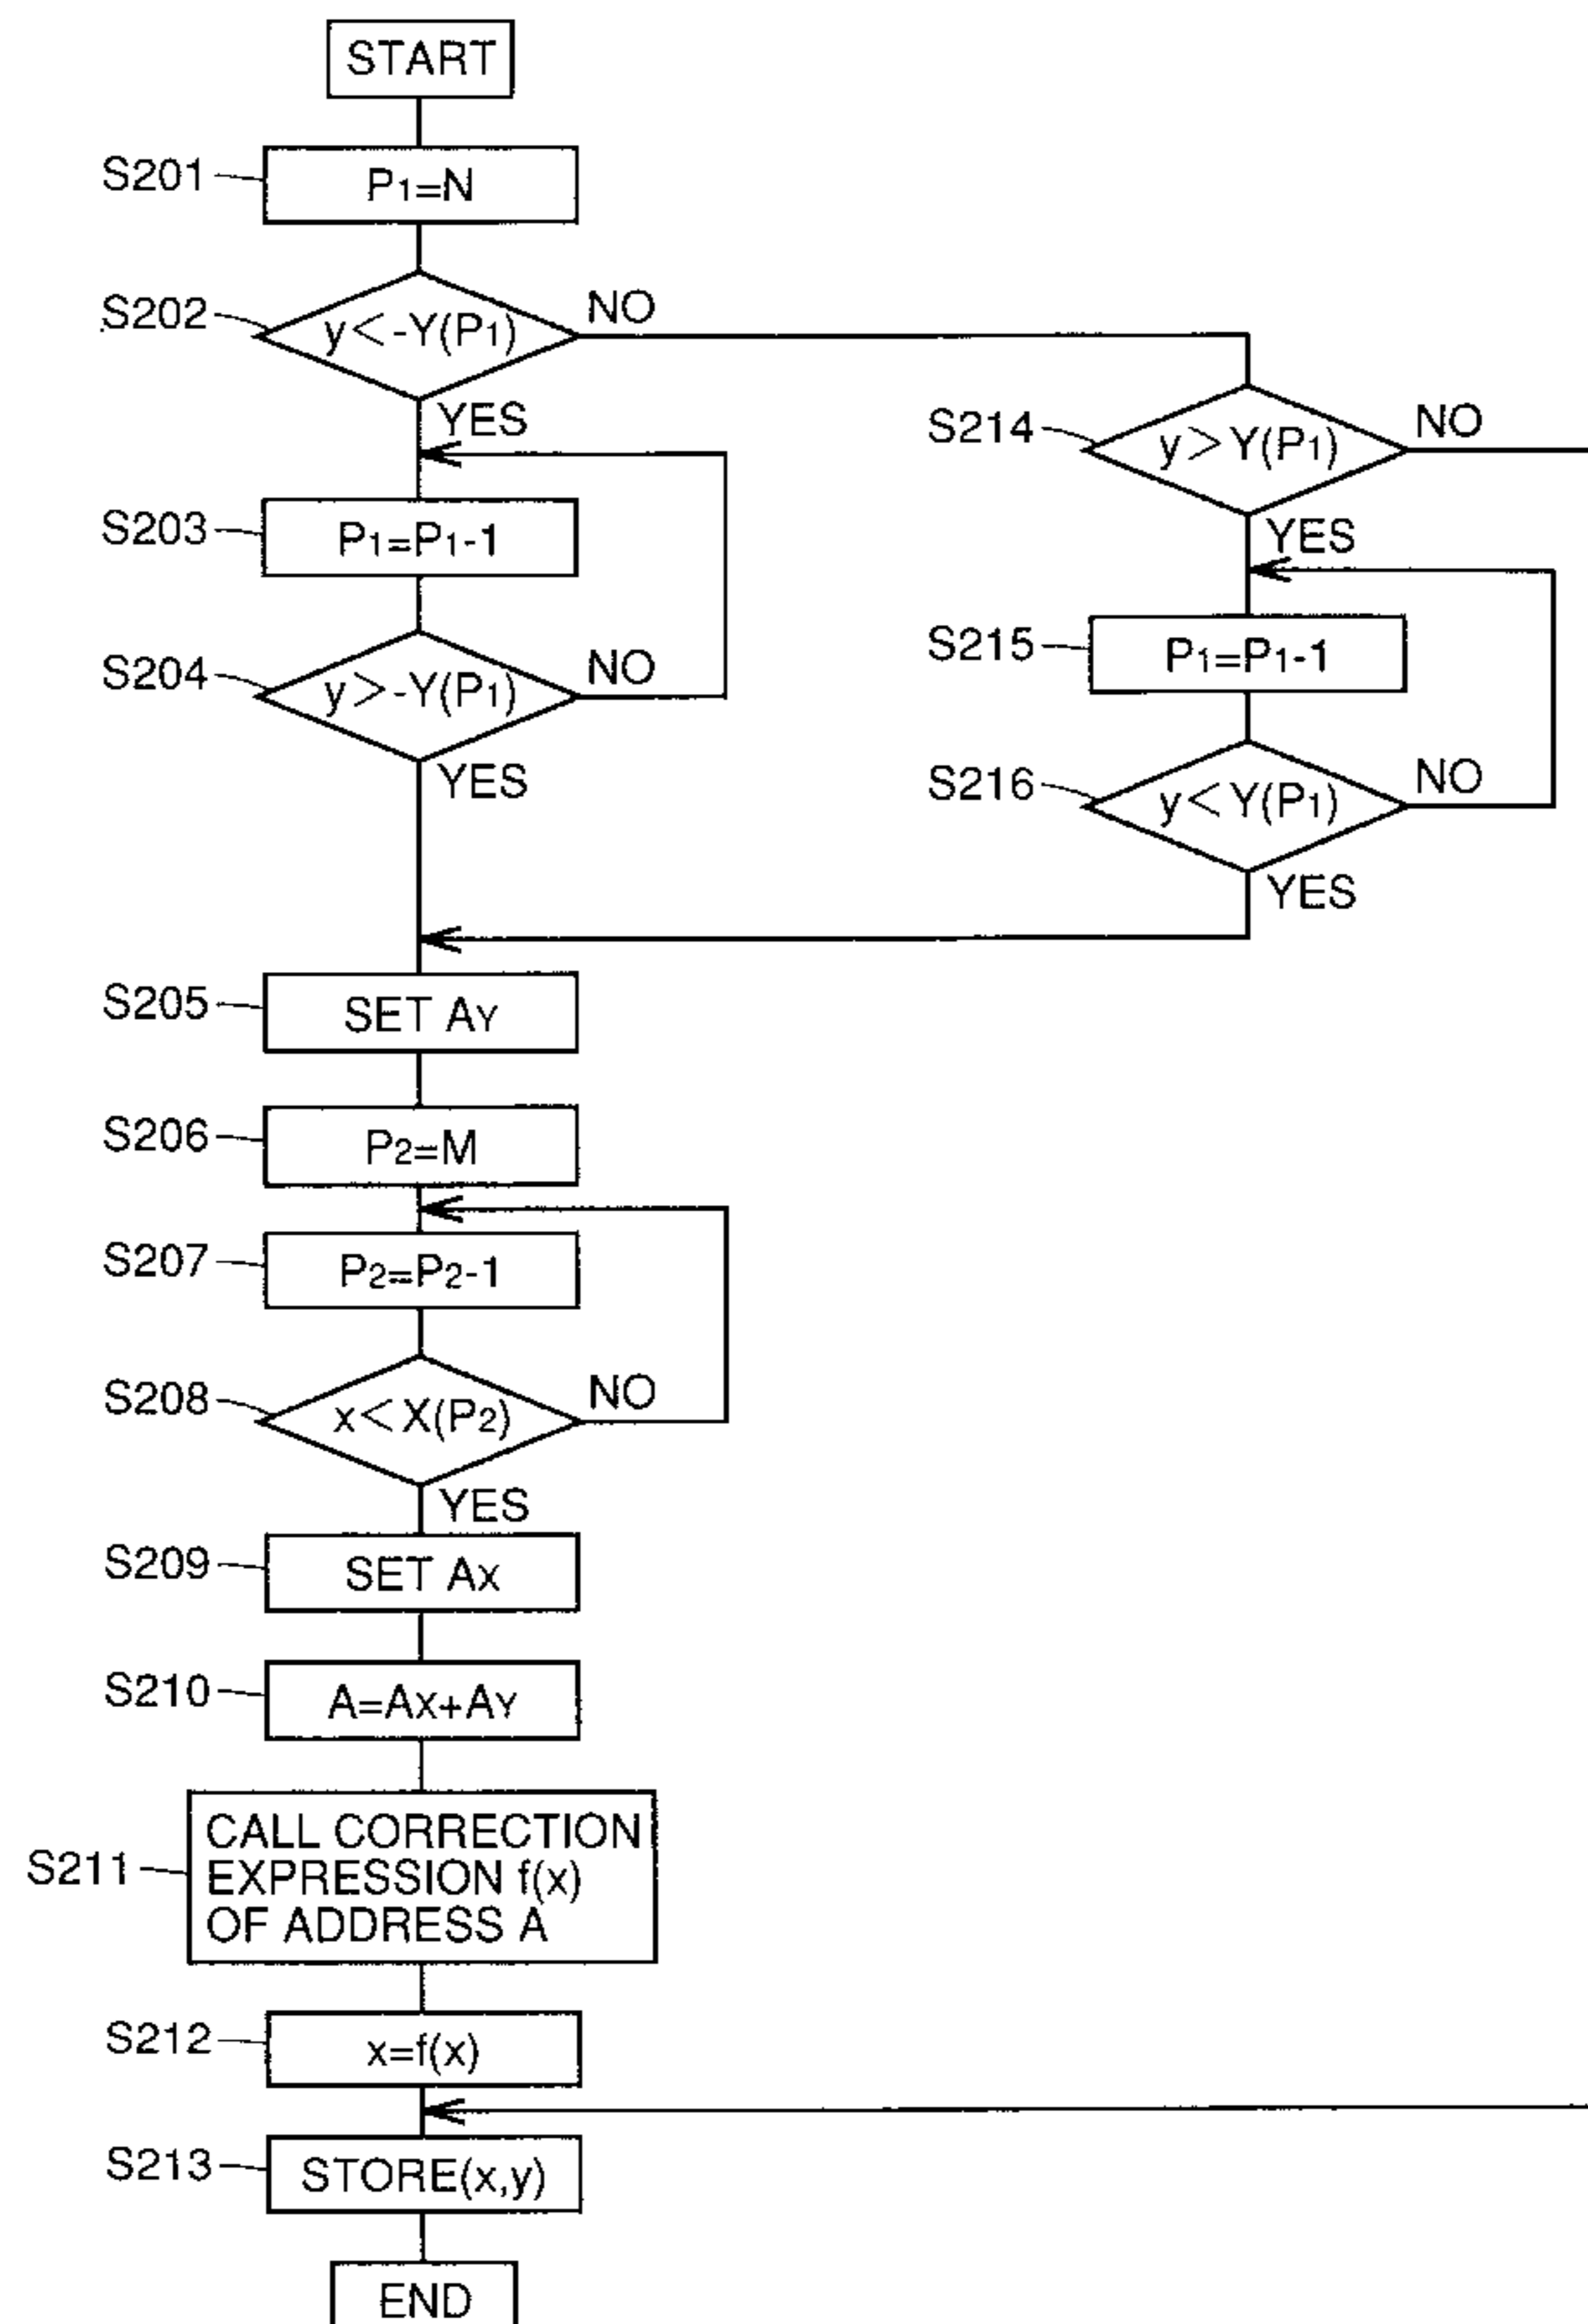 START
S201
P1=N
S202
y<-Y(P1)
NO
YES
S203
P1=P1-1
S204
y>-Y(P1)
NO
YES
S214
y>Y(P1)
NO
YES
S215
P1=P1-1
S216
y<Y(P1)
NO
YES
S205
SET AY
S206
P2=M
S207
P2=P2-1
S208
x<X(P2)
NO
YES
S209
SET AX
S210
A=AX+AY
S211
CALL CORRECTION
EXPRESSION f(x)
OF ADDRESS A
S212
x=f(x)
S213
STORE(x,y)
END